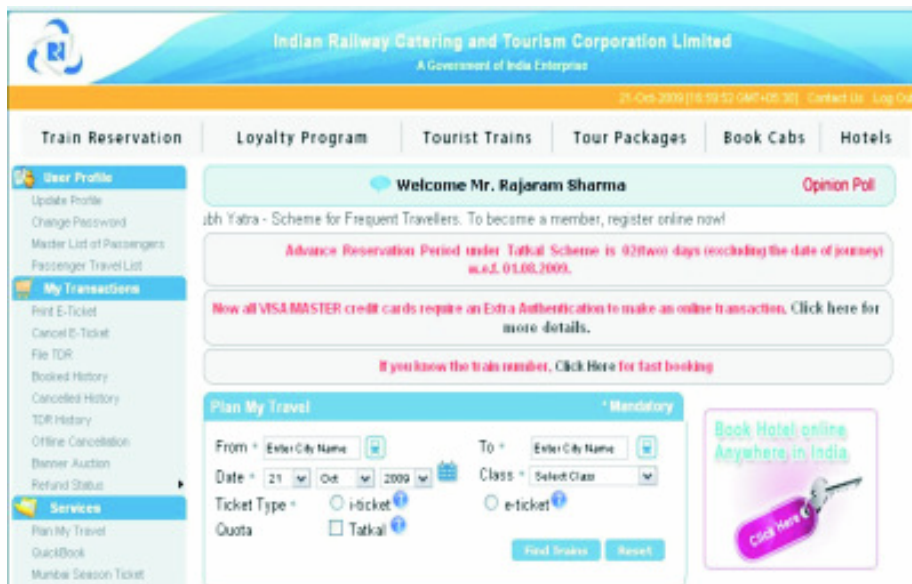 Indian Railway Catering and Tourism Corporation Limited
A Government of India Enterprise
21-Oct-2009 [16:59:52 GMT+05:30] Contact Us Log Out
Train Reservation Loyalty Program Tourist Trains Tour Packages Book Cabs Hotels
User Profile
Update Profile
Change Password
Master List of Passengers
Passenger Travel List
My Transactions
Print E-Ticket
Cancel E-Ticket
File TDR
Booked History
Cancelled History
TDR History
Offline Cancellation
Banner Auction
Refund Status
Services
Plan My Travel
QuickBook
Mumbai Season Ticket
Welcome Mr. Rajaram Sharma Opinion Poll
ubh Yatra - Scheme for Frequent Travellers. To become a member, register online now!
Advance Reservation Period under Tatkal Scheme is 02(two) days (excluding the date of journey)
w.e.f. 01.08.2009.
Now all VISA/MASTER credit cards require an Extra Authentication to make an online transaction. Click here for
more details.
If you know the train number, Click Here for fast booking
Plan My Travel * Mandatory
From * Enter City Name To * Enter City Name
Date * 21 Oct 2009 Class * Select Class
Ticket Type * i-ticket e-ticket
Quota Tatkal
Find Trains Reset
Book Hotel online
Anywhere in India
Click Here